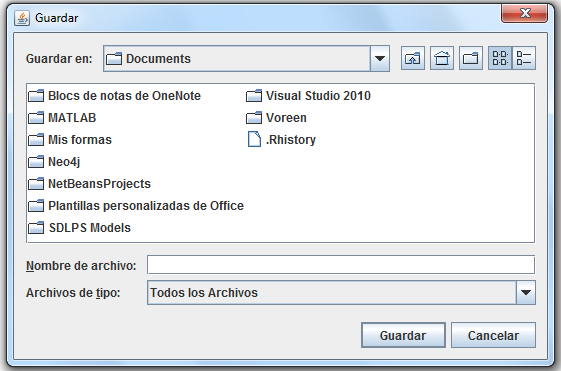 Guardar
Guardar en: Documents
Blocs de notas de OneNote
MATLAB
Mis formas
Neo4j
NetBeansProjects
Plantillas personalizadas de Office
SDLPS Models
Visual Studio 2010
Voreen
.Rhistory
Nombre de archivo:
Archivos de tipo: Todos los Archivos
Guardar Cancelar